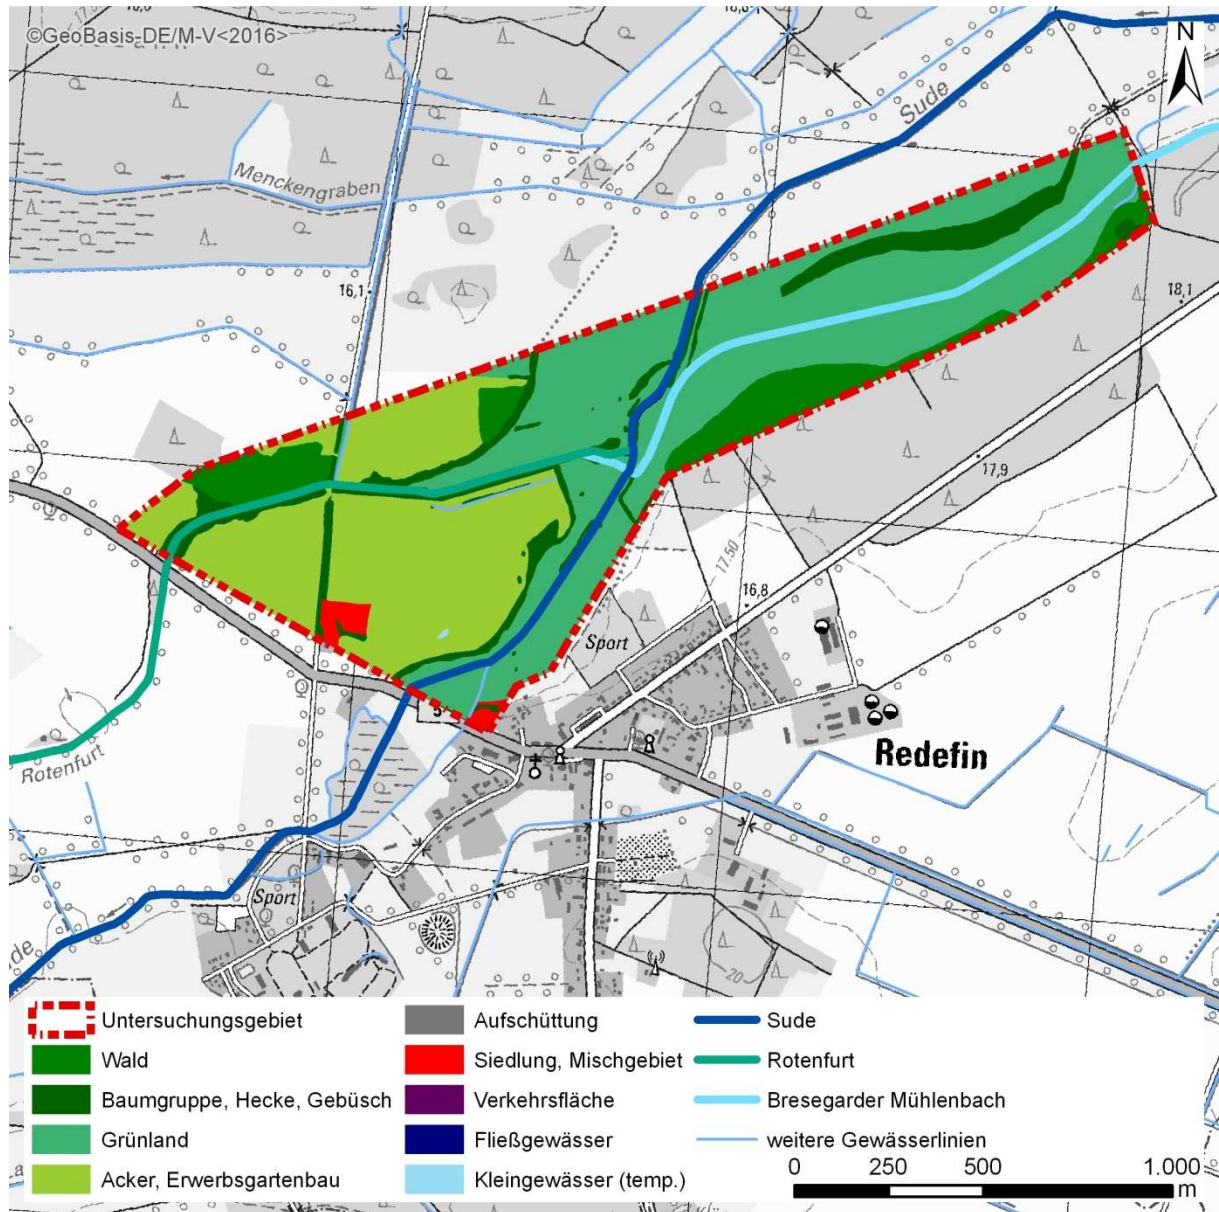 ©GeoBasis-DE/M-V<2016>
N
Sude
Menckengraben
16,1
18,1
17,9
17.50
16,8
Sport
5
Redefin
Rotenfurt
Sport
20
Untersuchungsgebiet
Wald
Baumgruppe, Hecke, Gebüsch
Grünland
Acker, Erwerbsgartenbau
Aufschüttung
Siedlung, Mischgebiet
Verkehrsfläche
Fließgewässer
Kleingewässer (temp.)
Sude
Rotenfurt
Bresegarder Mühlenbach
weitere Gewässerlinien
0 250 500 1.000
m